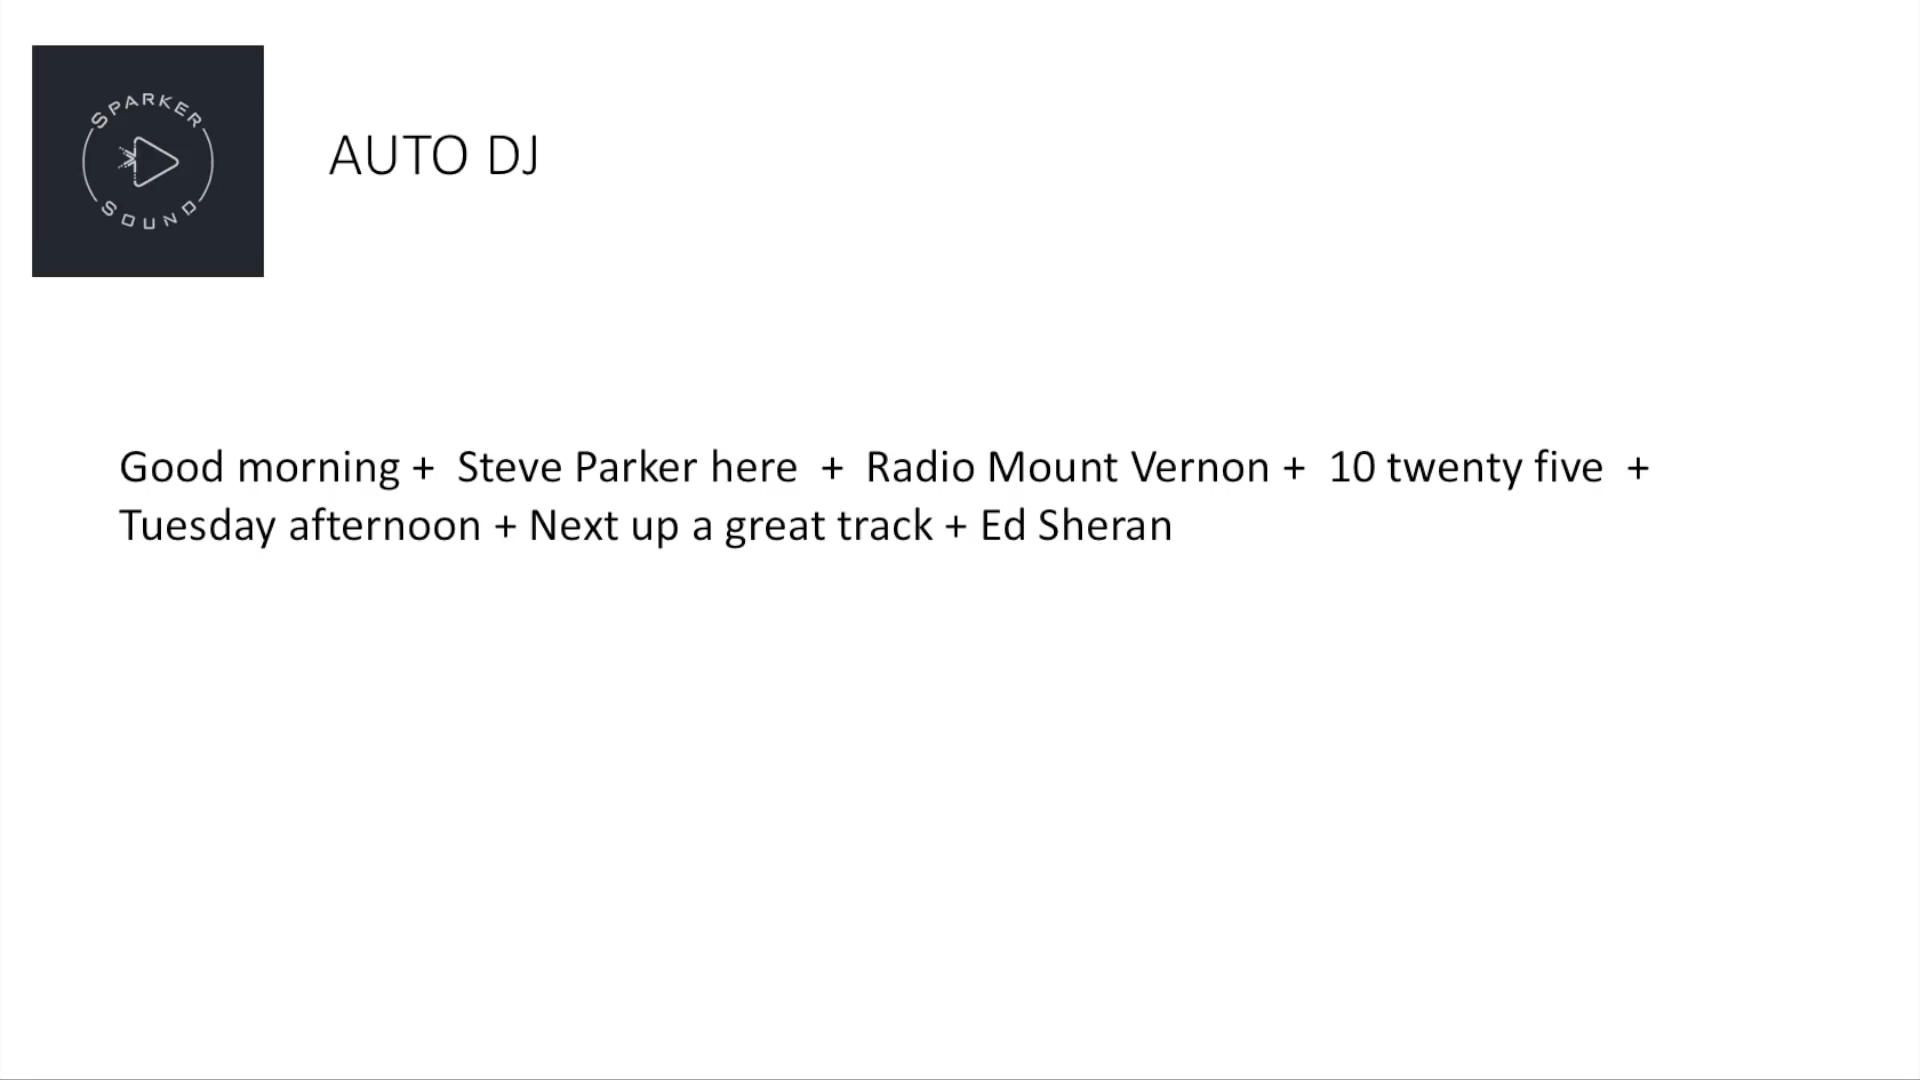 SPARKER
SOUND
AUTO DJ
Good morning +  Steve Parker here  +  Radio Mount Vernon +  10 twenty five  +
Tuesday afternoon + Next up a great track + Ed Sheran